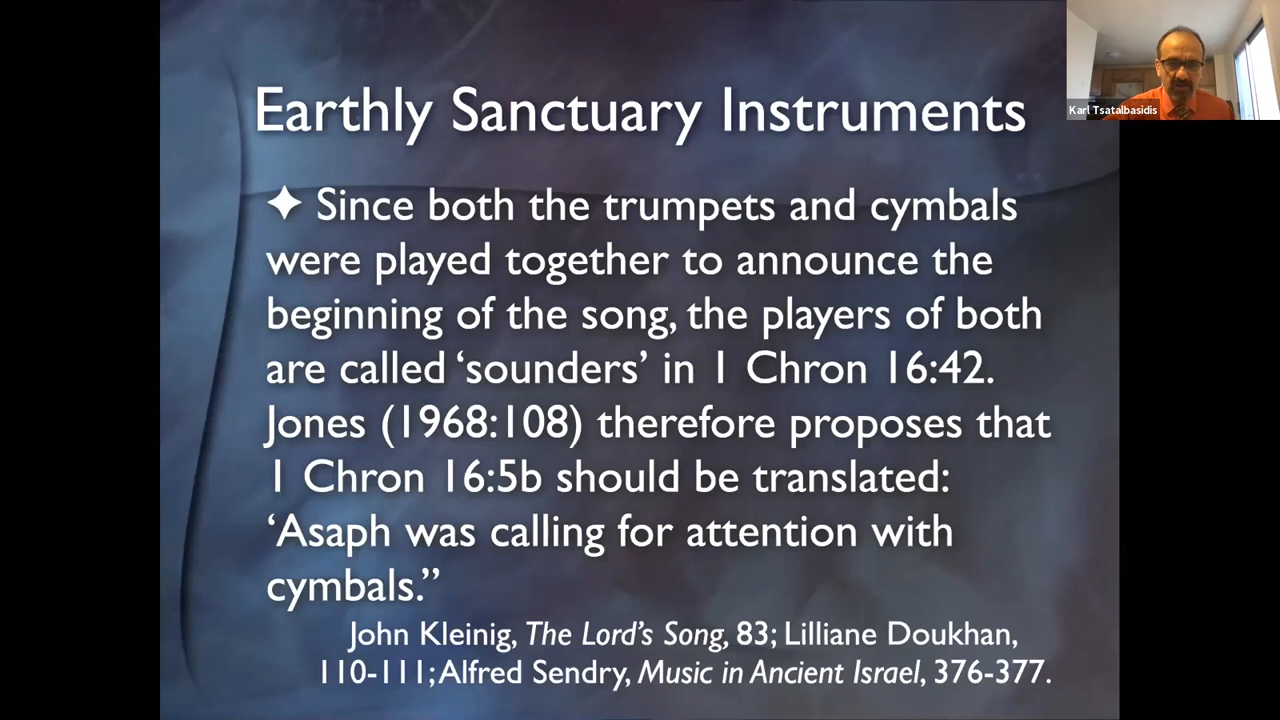 Earthly Sanctuary Instruments
✦ Since both the trumpets and cymbals
were played together to announce the
beginning of the song, the players of both
are called ‘sounders’ in 1 Chron 16:42.
Jones (1968:108) therefore proposes that
1 Chron 16:5b should be translated:
‘Asaph was calling for attention with
cymbals.”
John Kleinig, The Lord’s Song, 83; Lilliane Doukhan,
110-111; Alfred Sendry, Music in Ancient Israel, 376-377.
Karl Tsatalbasidis